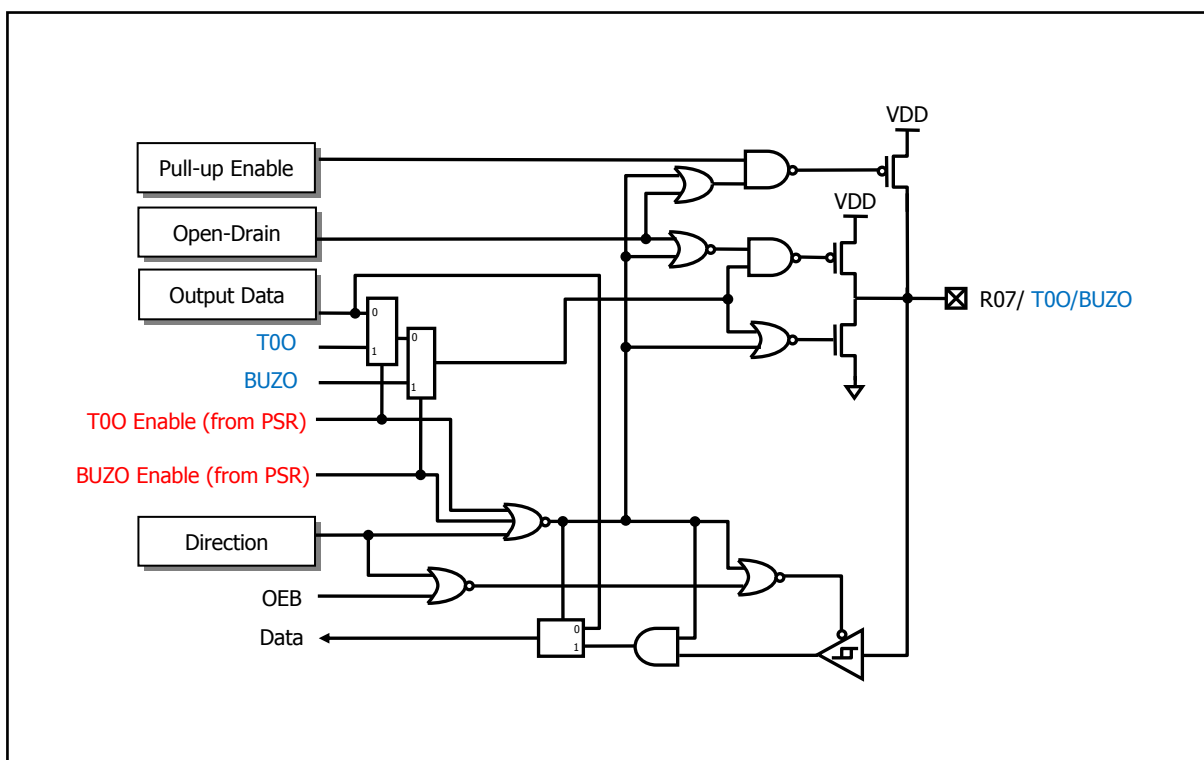 VDD
Pull-up Enable
VDD
Open-Drain
Output Data
0
R07/ T0O/BUZO
T0O
1
0
BUZO
1
T0O Enable (from PSR)
BUZO Enable (from PSR)
Direction
OEB
Data
0
1